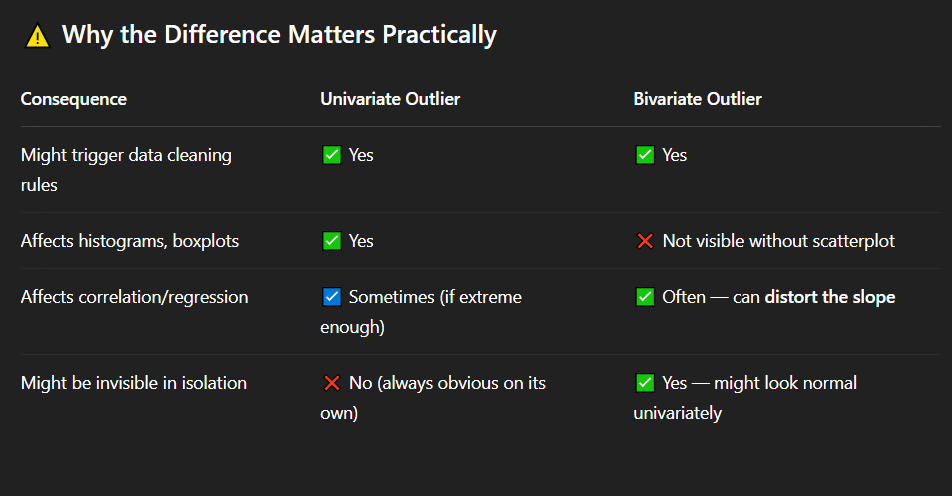 ⚠️ Why the Difference Matters Practically
Consequence Univariate Outlier Bivariate Outlier
Might trigger data cleaning rules ✅ Yes ✅ Yes
Affects histograms, boxplots ✅ Yes ❌ Not visible without scatterplot
Affects correlation/regression ☑️ Sometimes (if extreme enough) ✅ Often — can distort the slope
Might be invisible in isolation ❌ No (always obvious on its own) ✅ Yes — might look normal univariately